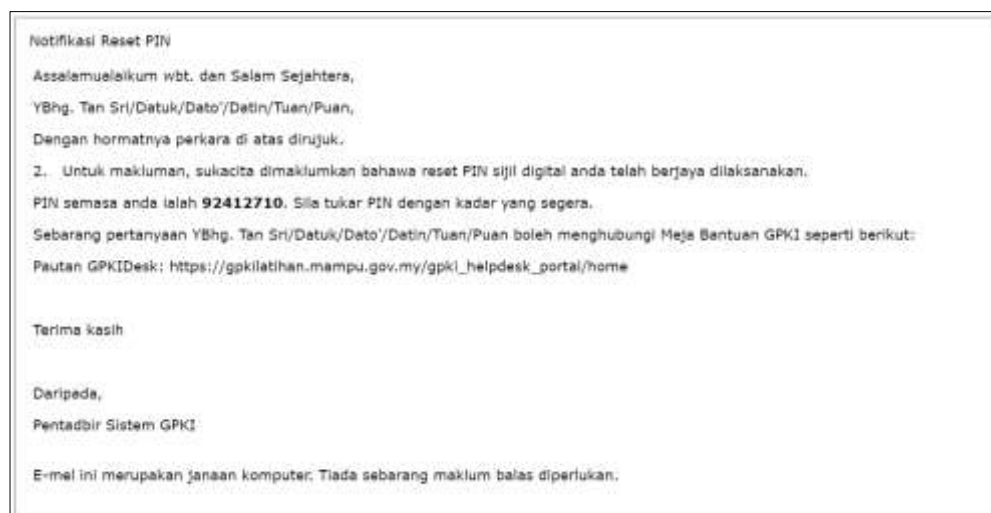 Notifikasi Reset PIN
Assalamualaikum wbt. dan Salam Sejahtera,
YBhg. Tan Sri/Datuk/Dato'/Datin/Tuan/Puan,
Dengan hormatnya perkara di atas dirujuk.
2. Untuk makluman, sukacita dimaklumkan bahawa reset PIN sijil digital anda telah berjaya dilaksanakan.
PIN semasa anda ialah 92412710. Sila tukar PIN dengan kadar yang segera.
Sebarang pertanyaan YBhg. Tan Sri/Datuk/Dato'/Datin/Tuan/Puan boleh menghubungi Meja Bantuan GPKI seperti berikut:
Pautan GPKIDesk: https://gpkilatihan.mampu.gov.my/gpki_helpdesk_portal/home
Terima kasih
Daripada,
Pentadbir Sistem GPKI
E-mel ini merupakan janaan komputer. Tiada sebarang maklum balas diperlukan.